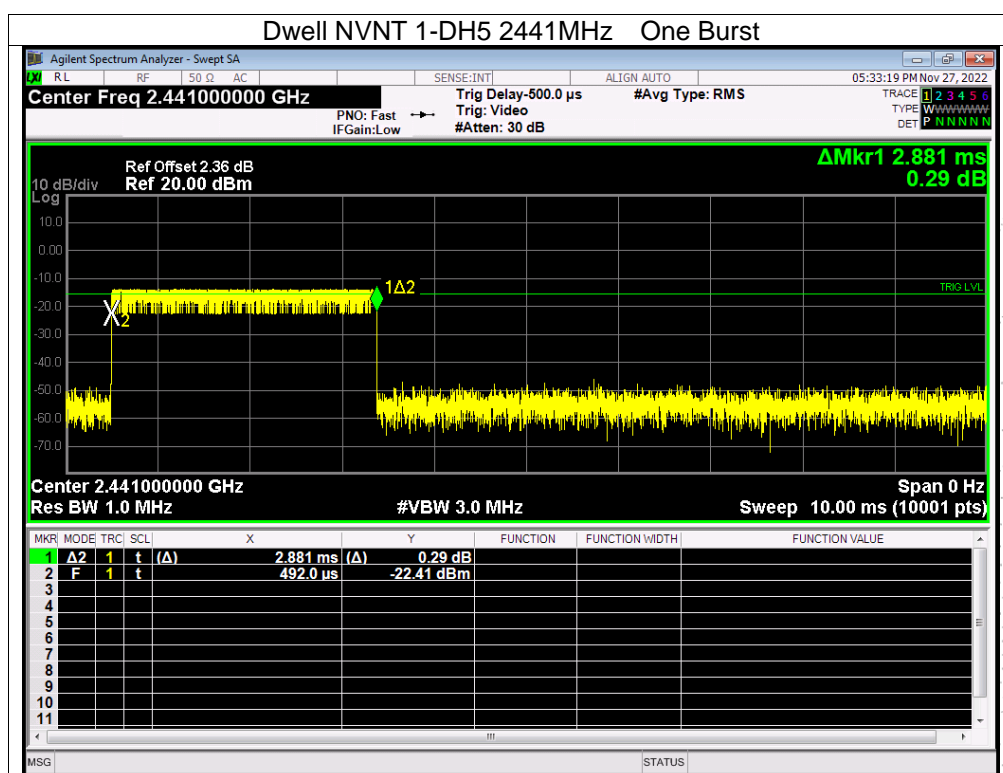 Dwell NVNT 1-DH5 2441MHz One Burst
Agilent Spectrum Analyzer - Swept SA
LXI RL RF 50 Ω AC SENSE:INT ALIGN AUTO 05:33:19 PM Nov 27, 2022
Center Freq 2.441000000 GHz
PNO: Fast
IFGain:Low
Trig Delay-500.0 µs
Trig: Video
#Atten: 30 dB
#Avg Type: RMS
TRACE 1 2 3 4 5 6
TYPE WWWWWW
DET P N N N N N
ΔMkr1 2.881 ms
0.29 dB
Ref Offset 2.36 dB
10 dB/div Ref 20.00 dBm
Log
10.0
0.00
-10.0
-20.0
-30.0
-40.0
-50.0
-60.0
-70.0
1Δ2
TRIG LVL
X2
Center 2.441000000 GHz Span 0 Hz
Res BW 1.0 MHz #VBW 3.0 MHz Sweep 10.00 ms (10001 pts)
MKR MODE TRC SCL X Y FUNCTION FUNCTION WIDTH FUNCTION VALUE
1 Δ2 1 t (Δ) 2.881 ms (Δ) 0.29 dB
2 F 1 t 492.0 µs -22.41 dBm
3
4
5
6
7
8
9
10
11
MSG STATUS